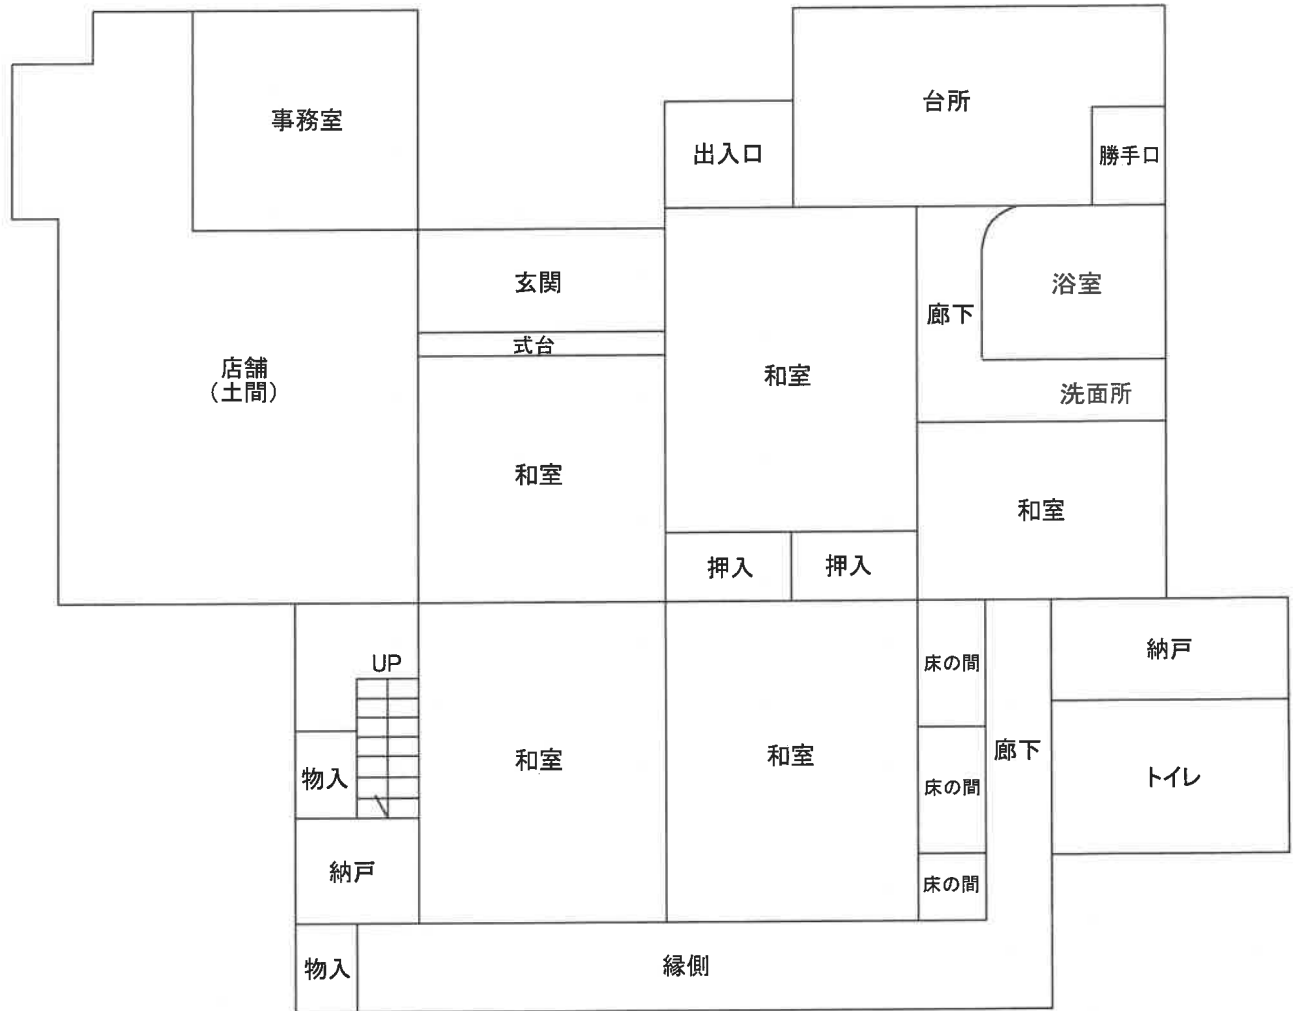 事務室
台所
出入口
勝手口
玄関
浴室
廊下
式台
店舗
(土間)
和室
洗面所
和室
和室
押入
押入
納戸
UP
床の間
物入
和室
和室
床の間
廊下
トイレ
納戸
床の間
物入
縁側